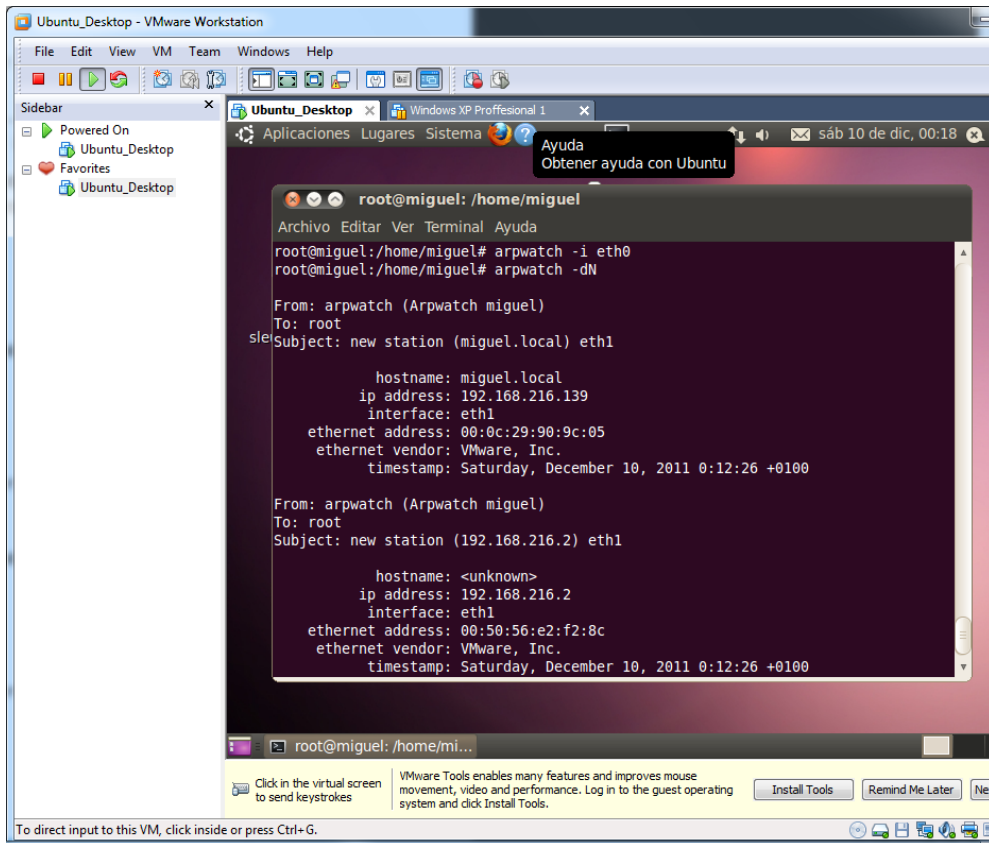 Ubuntu_Desktop - VMware Workstation
File Edit View VM Team Windows Help
Sidebar
Powered On
Ubuntu_Desktop
Favorites
Ubuntu_Desktop
Ubuntu_Desktop Windows XP Proffesional 1
Aplicaciones Lugares Sistema sáb 10 de dic, 00:18
Ayuda
Obtener ayuda con Ubuntu
root@miguel: /home/miguel
Archivo Editar Ver Terminal Ayuda
root@miguel:/home/miguel# arpwatch -i eth0
root@miguel:/home/miguel# arpwatch -dN
From: arpwatch (Arpwatch miguel)
To: root
Subject: new station (miguel.local) eth1
hostname: miguel.local
ip address: 192.168.216.139
interface: eth1
ethernet address: 00:0c:29:90:9c:05
ethernet vendor: VMware, Inc.
timestamp: Saturday, December 10, 2011 0:12:26 +0100
From: arpwatch (Arpwatch miguel)
To: root
Subject: new station (192.168.216.2) eth1
hostname: <unknown>
ip address: 192.168.216.2
interface: eth1
ethernet address: 00:50:56:e2:f2:8c
ethernet vendor: VMware, Inc.
timestamp: Saturday, December 10, 2011 0:12:26 +0100
root@miguel: /home/mi...
Click in the virtual screen
to send keystrokes
VMware Tools enables many features and improves mouse
movement, video and performance. Log in to the guest operating
system and click Install Tools.
Install Tools Remind Me Later
To direct input to this VM, click inside or press Ctrl+G.